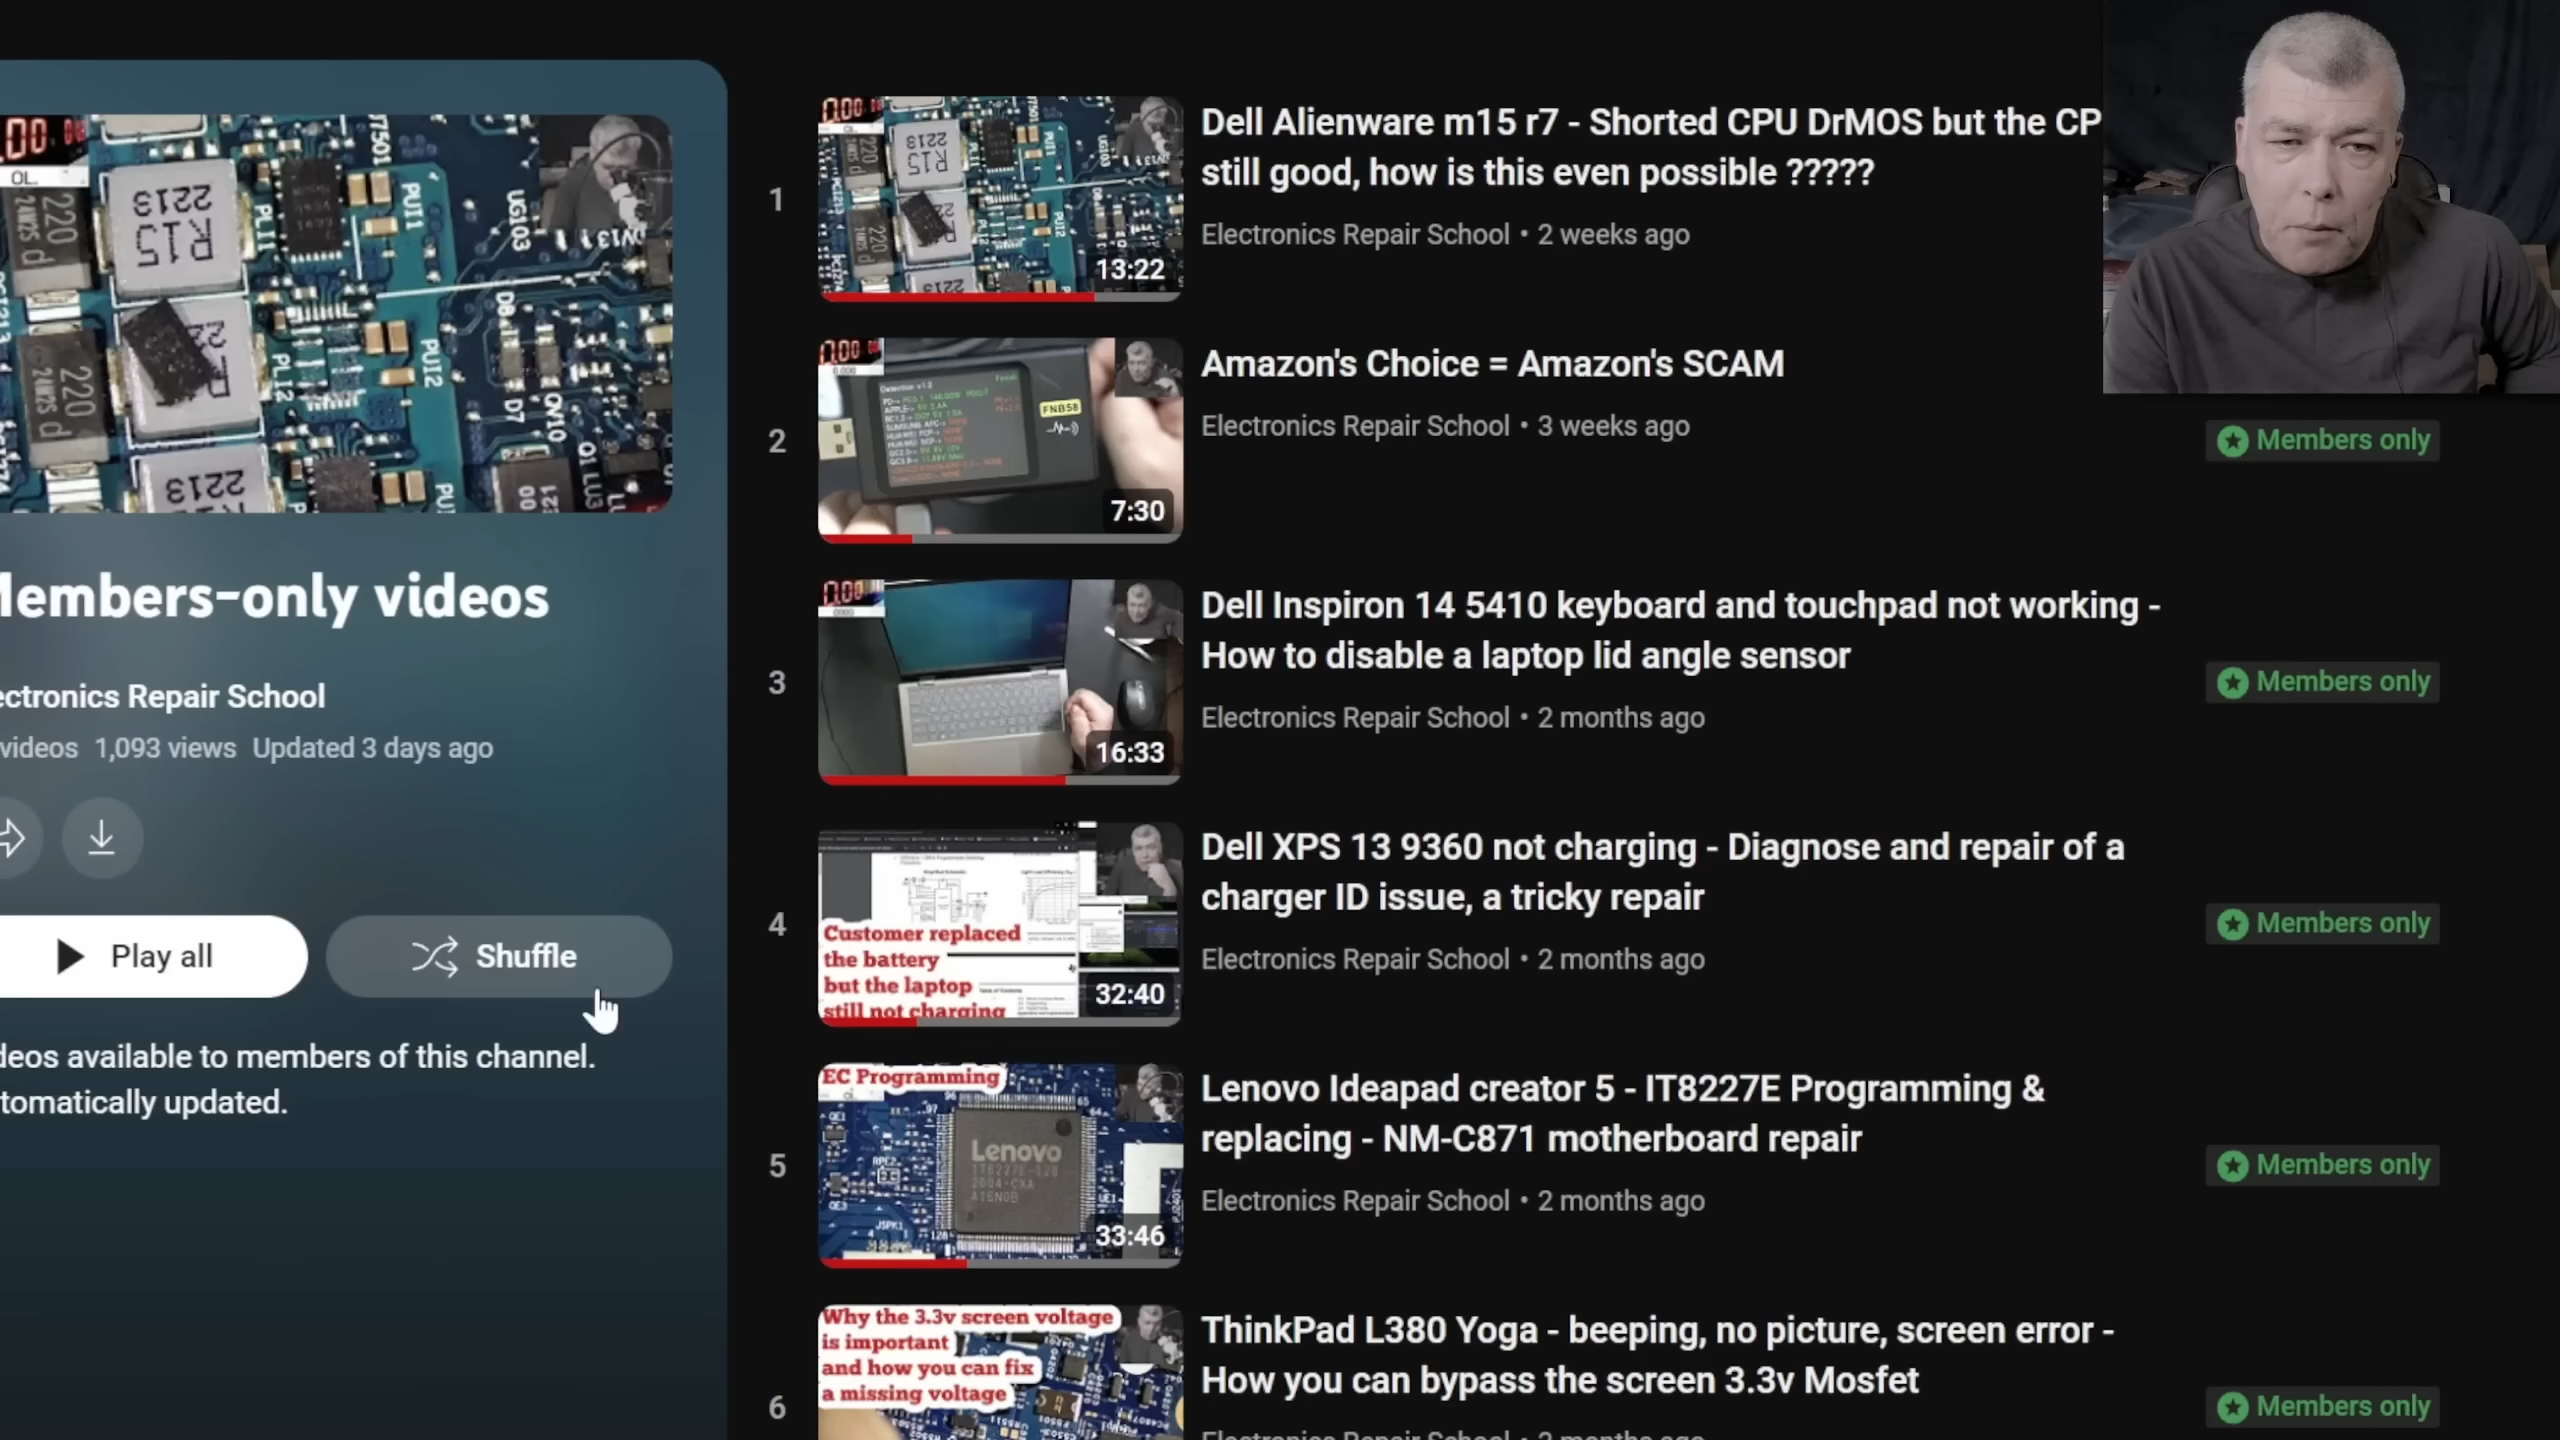 Members-only videos
Electronics Repair School
videos 1,093 views Updated 3 days ago
Play all
Shuffle
deos available to members of this channel.
tomatically updated.
1
13:22
Dell Alienware m15 r7 - Shorted CPU DrMOS but the CP
still good, how is this even possible ?????
Electronics Repair School • 2 weeks ago
2
FNB58
7:30
Amazon's Choice = Amazon's SCAM
Electronics Repair School • 3 weeks ago
Members only
3
16:33
Dell Inspiron 14 5410 keyboard and touchpad not working -
How to disable a laptop lid angle sensor
Electronics Repair School • 2 months ago
Members only
4
Customer replaced
the battery
but the laptop
still not charging
32:40
Dell XPS 13 9360 not charging - Diagnose and repair of a
charger ID issue, a tricky repair
Electronics Repair School • 2 months ago
Members only
5
EC Programming
Lenovo
33:46
Lenovo Ideapad creator 5 - IT8227E Programming &
replacing - NM-C871 motherboard repair
Electronics Repair School • 2 months ago
Members only
6
Why the 3.3v screen voltage
is important
and how you can fix
a missing voltage
ThinkPad L380 Yoga - beeping, no picture, screen error -
How you can bypass the screen 3.3v Mosfet
Members only